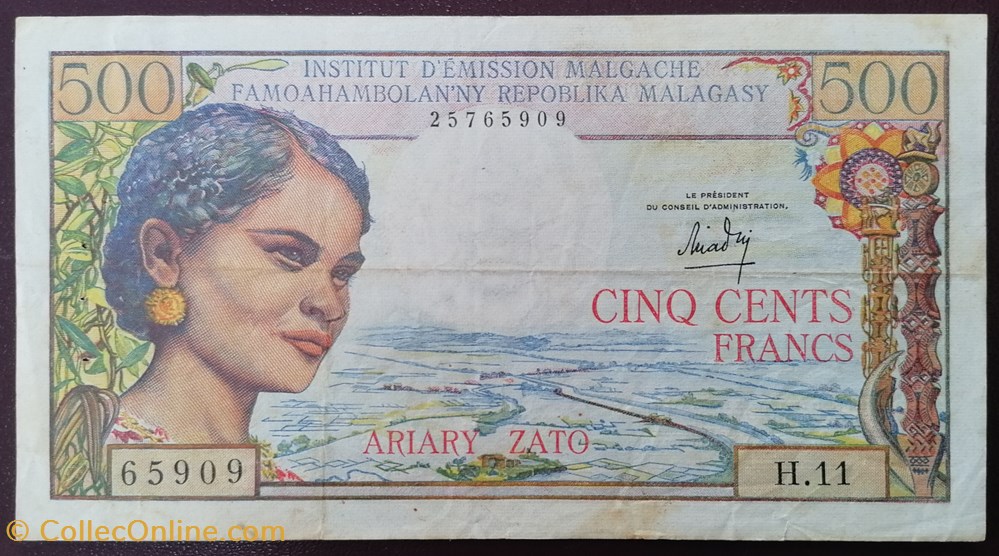 500
INSTITUT D'ÉMISSION MALGACHE
500
FAMOAHAMBOLAN'NY REPOBLIKA MALAGASY
25765909
LE PRÉSIDENT
DU CONSEIL D'ADMINISTRATION,
CINQ CENTS
FRANCS
ARIARY ZATO
65909
H.11
© CollecOnline.com